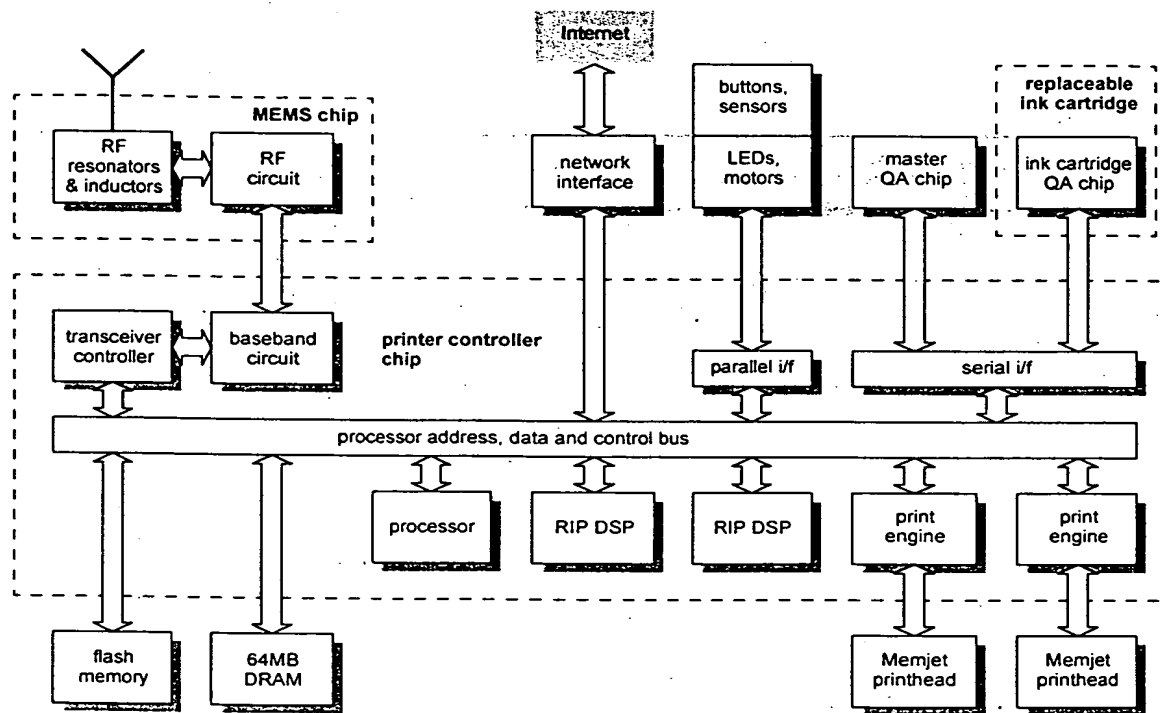 Internet
MEMS chip
RF
resonators
& inductors
RF
circuit
network
interface
buttons,
sensors
LEDs,
motors
master
QA chip
replaceable
ink cartridge
ink cartridge
QA chip
transceiver
controller
baseband
circuit
printer controller
chip
parallel i/f
serial i/f
processor address, data and control bus
processor
RIP DSP
RIP DSP
print
engine
print
engine
flash
memory
64MB
DRAM
Memjet
printhead
Memjet
printhead